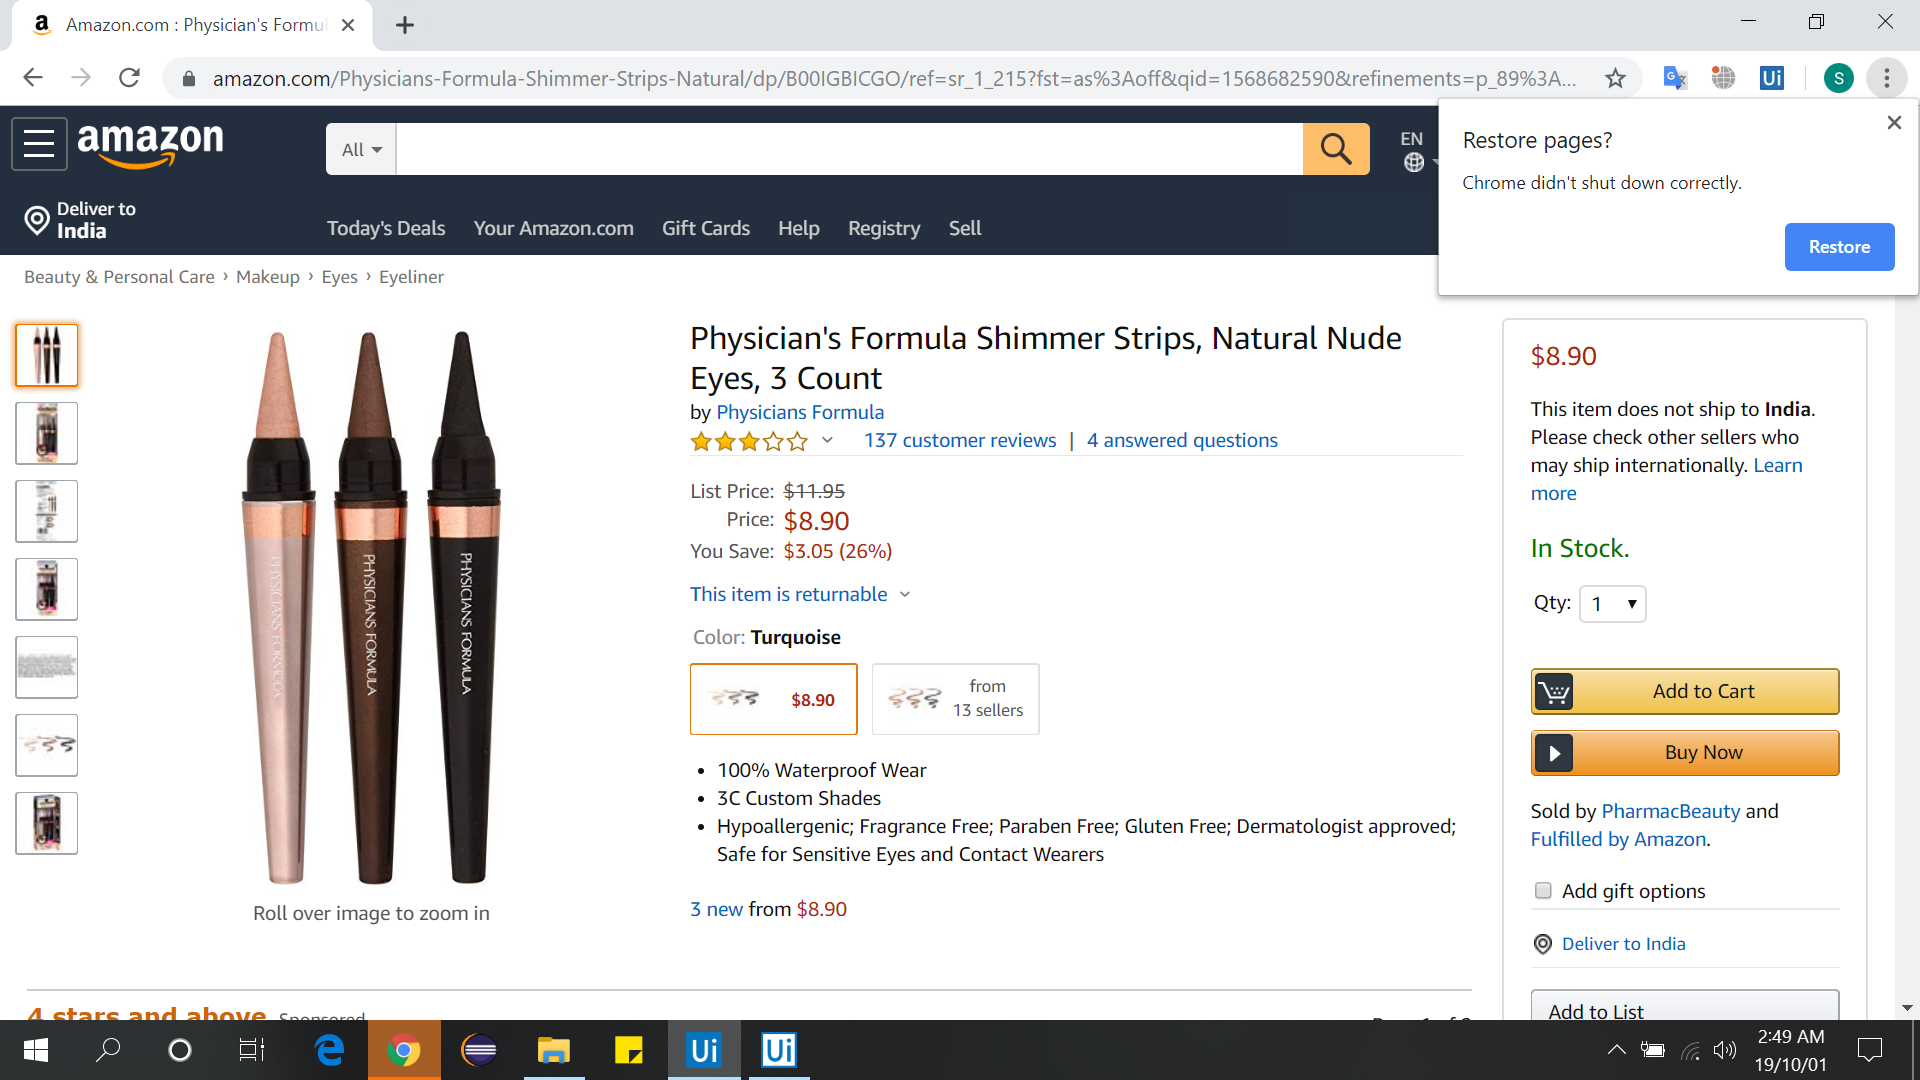 Amazon.com : Physician's Formul
amazon.com/Physicians-Formula-Shimmer-Strips-Natural/dp/B00IGBICGO/ref=sr_1_215?fst=as%3Aoff&qid=1568682590&refinements=p_89%3A...
Ui
S
amazon
All
EN
Restore pages?
Chrome didn't shut down correctly.
Restore
Deliver to
India
Today's Deals
Your Amazon.com
Gift Cards
Help
Registry
Sell
Beauty & Personal Care › Makeup › Eyes › Eyeliner
PHYSICIANS FORMULA
PHYSICIANS FORMULA
PHYSICIANS FORMULA
Roll over image to zoom in
Physician's Formula Shimmer Strips, Natural Nude
Eyes, 3 Count
by Physicians Formula
137 customer reviews | 4 answered questions
List Price: $11.95
Price: $8.90
You Save: $3.05 (26%)
This item is returnable
Color: Turquoise
$8.90
from
13 sellers
• 100% Waterproof Wear
• 3C Custom Shades
• Hypoallergenic; Fragrance Free; Paraben Free; Gluten Free; Dermatologist approved;
Safe for Sensitive Eyes and Contact Wearers
3 new from $8.90
$8.90
This item does not ship to India.
Please check other sellers who
may ship internationally. Learn
more
In Stock.
Qty: 1
Add to Cart
Buy Now
Sold by PharmacBeauty and
Fulfilled by Amazon.
Add gift options
Deliver to India
Add to List
4 stars and above Sponsored
Ui
Ui
2:49 AM
19/10/01